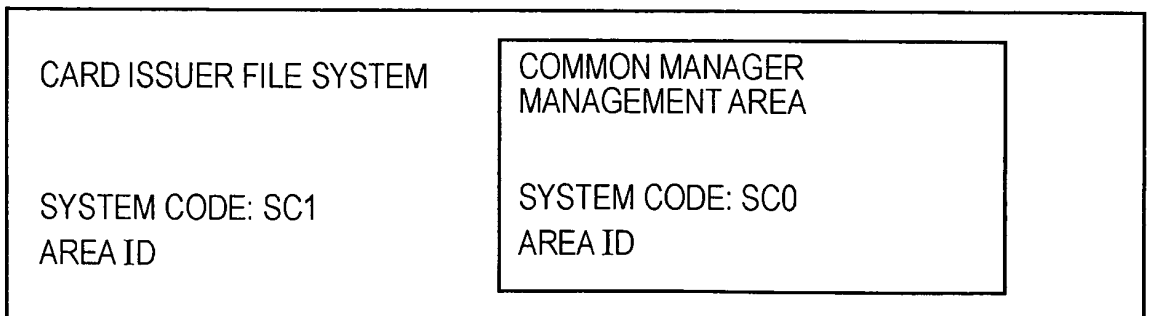 CARD ISSUER FILE SYSTEM
SYSTEM CODE: SC1
AREA ID
COMMON MANAGER
MANAGEMENT AREA
SYSTEM CODE: SC0
AREA ID